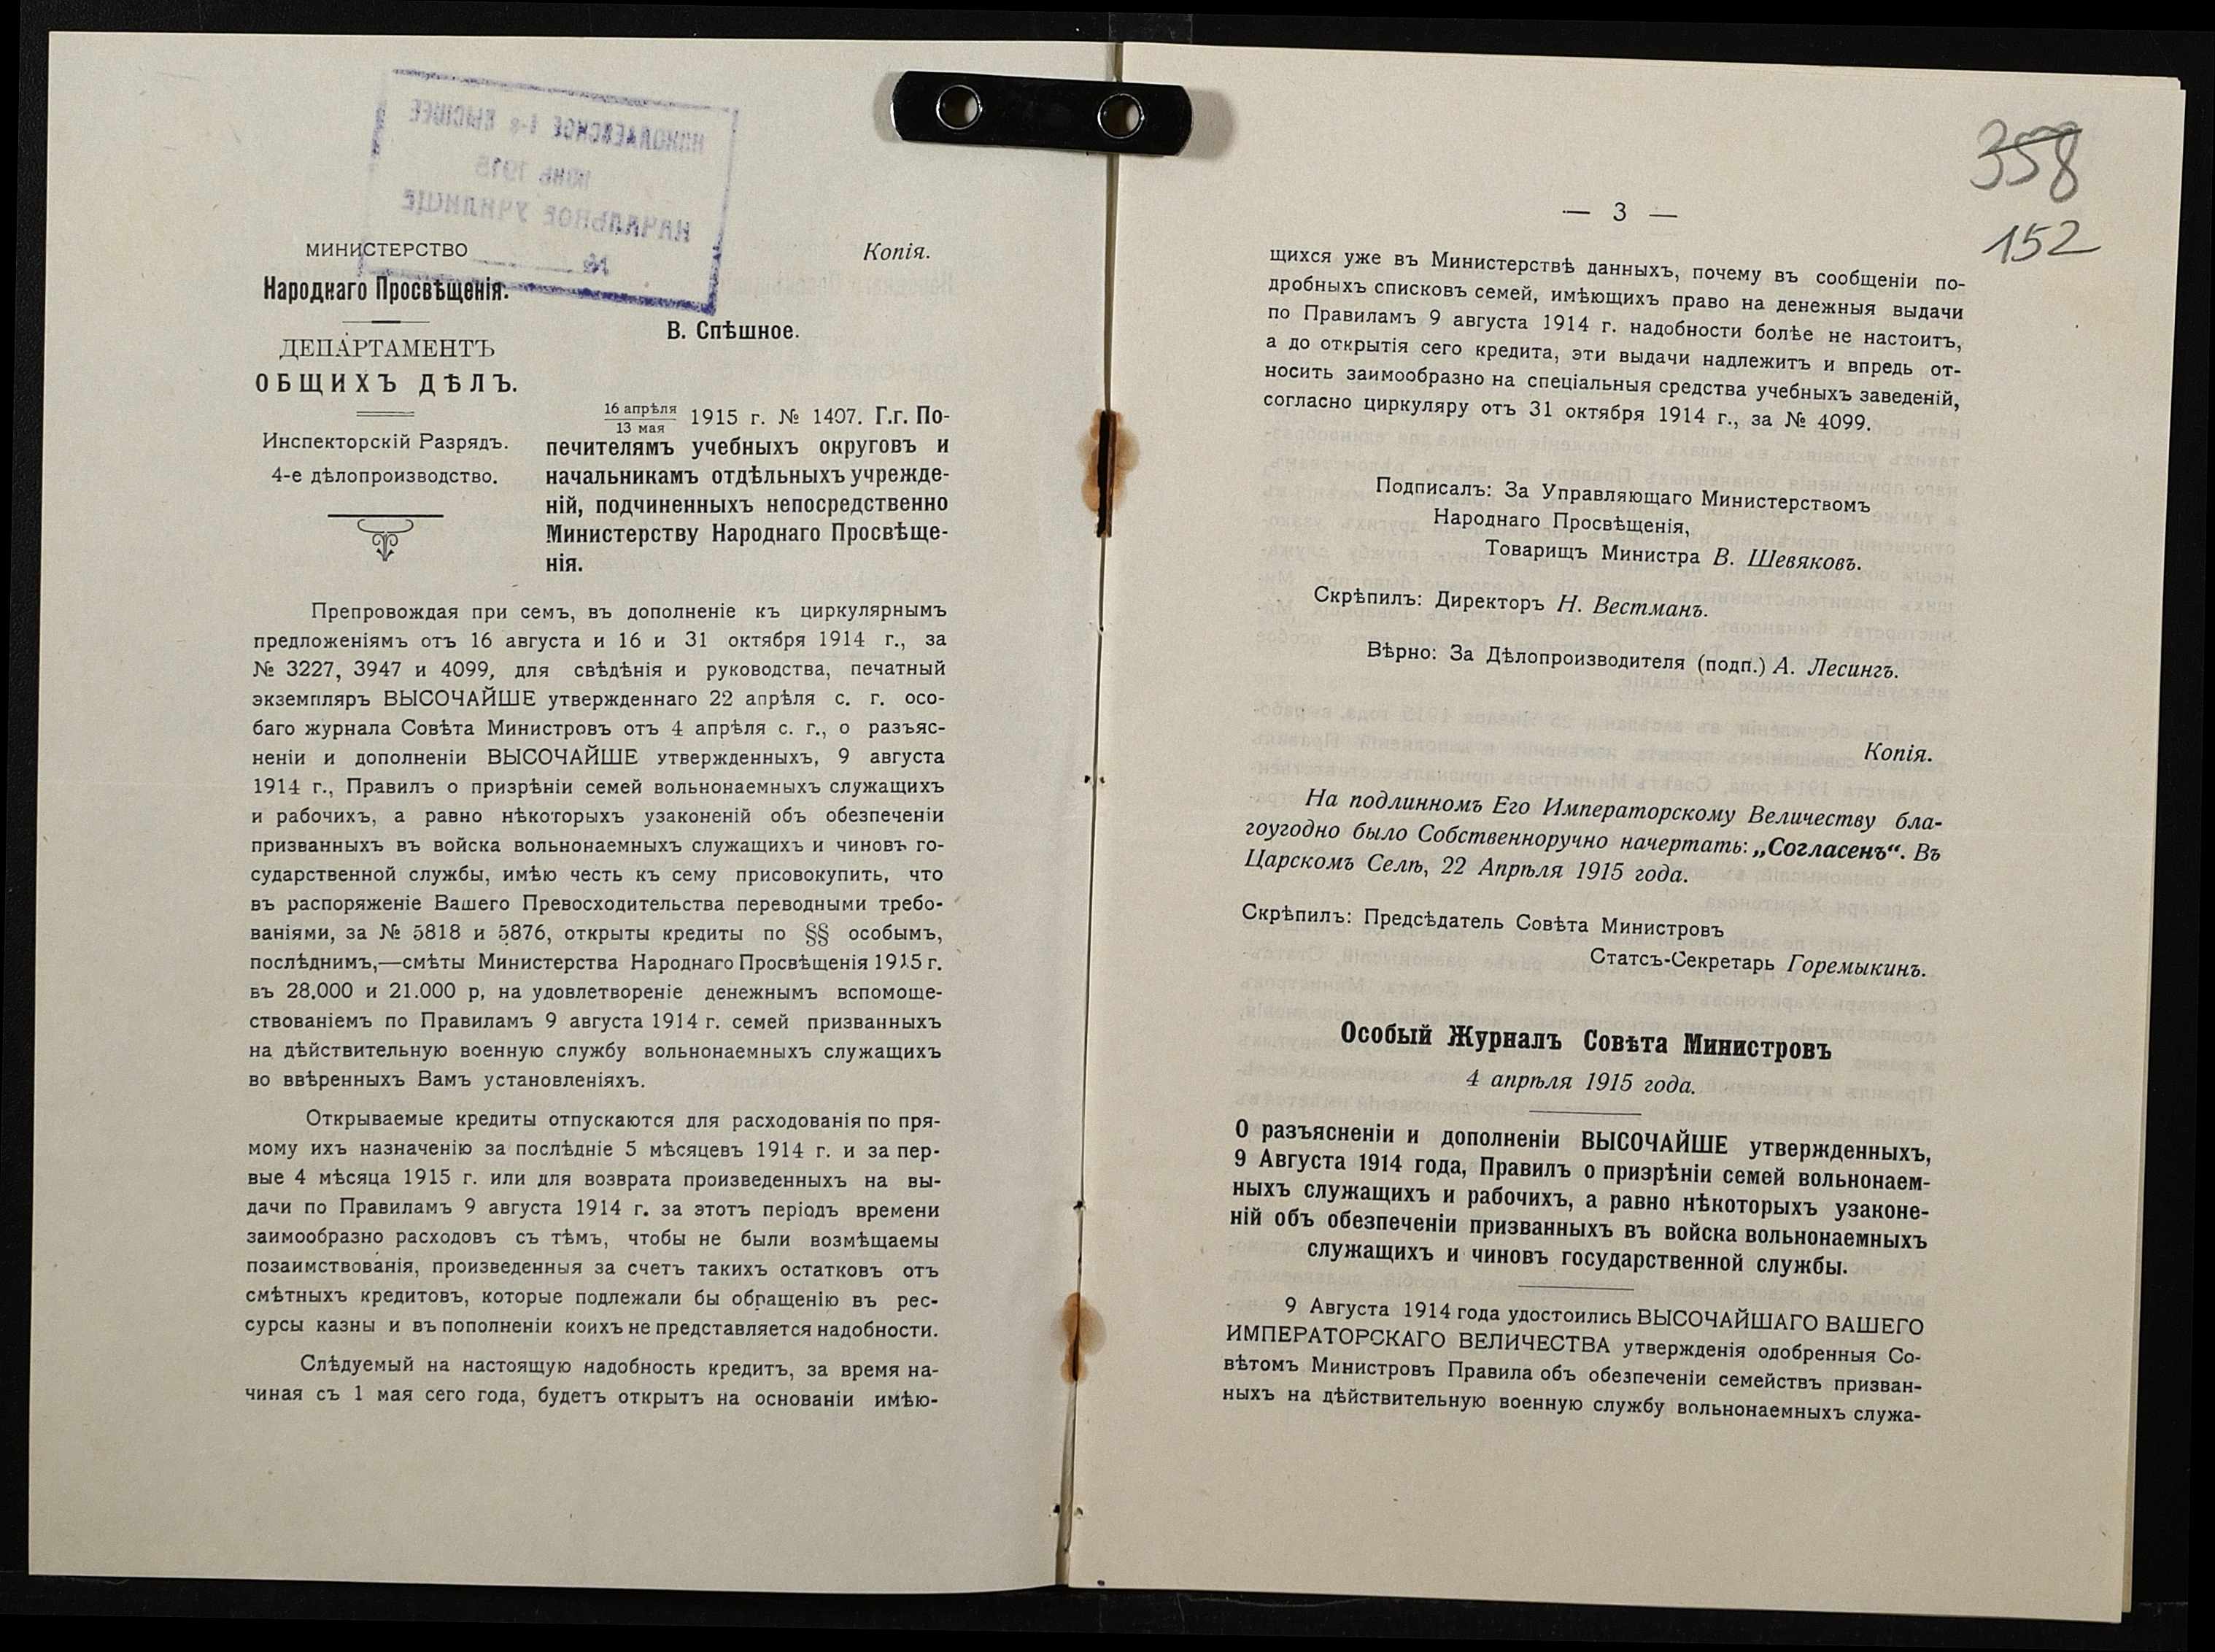 НИКОЛАЕВСКОЕ 1-е ВЫСШЕЕ
ІЮНЬ 1915
НАЧАЛЬНОЕ УЧИЛИЩЕ
№
МИНИСТЕРСТВО
Народнаго Просвѣщенія.
ДЕПАРТАМЕНТЪ
ОБЩИХЪ ДѢЛЪ.
Инспекторскій Разрядъ.
4-е дѣлопроизводство.
Копія.
В. Спѣшное.
16 апрѣля
13 мая
1915 г. № 1407. Г.г. По-
печителямъ учебныхъ округовъ и
начальникамъ отдѣльныхъ учрежде-
ній, подчиненныхъ непосредственно
Министерству Народнаго Просвѣще-
нія.
Препровождая при семъ, въ дополненіе къ циркулярнымъ
предложеніямъ отъ 16 августа и 16 и 31 октября 1914 г., за
№ 3227, 3947 и 4099, для свѣдѣнія и руководства, печатный
экземпляръ ВЫСОЧАЙШЕ утвержденнаго 22 апрѣля с. г. осо-
баго журнала Совѣта Министровъ отъ 4 апрѣля с. г., о разъяс-
неніи и дополненіи ВЫСОЧАЙШЕ утвержденныхъ, 9 августа
1914 г., Правилъ о призрѣніи семей вольнонаемныхъ служащихъ
и рабочихъ, а равно нѣкоторыхъ узаконеній объ обезпеченіи
призванныхъ въ войска вольнонаемныхъ служащихъ и чиновъ го-
сударственной службы, имѣю честь къ сему присовокупить, что
въ распоряженіе Вашего Превосходительства переводными требо-
ваніями, за № 5818 и 5876, открыты кредиты по §§ особымъ,
послѣднимъ,—смѣты Министерства Народнаго Просвѣщенія 1915 г.
въ 28.000 и 21.000 р, на удовлетвореніе денежнымъ вспомоще-
ствованіемъ по Правиламъ 9 августа 1914 г. семей призванныхъ
на дѣйствительную военную службу вольнонаемныхъ служащихъ
во ввѣренныхъ Вамъ установленіяхъ.
Открываемые кредиты отпускаются для расходованія по пря-
мому ихъ назначенію за послѣдніе 5 мѣсяцевъ 1914 г. и за пер-
вые 4 мѣсяца 1915 г. или для возврата произведенныхъ на вы-
дачи по Правиламъ 9 августа 1914 г. за этотъ періодъ времени
заимообразно расходовъ съ тѣмъ, чтобы не были возмѣщаемы
позаимствованія, произведенныя за счетъ такихъ остатковъ отъ
смѣтныхъ кредитовъ, которые подлежали бы обращенію въ рес-
сурсы казны и въ пополненіи коихъ не представляется надобности.
Слѣдуемый на настоящую надобность кредитъ, за время на-
чиная съ 1 мая сего года, будетъ открытъ на основаніи имѣю-
358
152
— 3 —
щихся уже въ Министерствѣ данныхъ, почему въ сообщеніи по-
дробныхъ списковъ семей, имѣющихъ право на денежныя выдачи
по Правиламъ 9 августа 1914 г. надобности болѣе не настоитъ,
а до открытія сего кредита, эти выдачи надлежитъ и впредь от-
носить заимообразно на спеціальныя средства учебныхъ заведеній,
согласно циркуляру отъ 31 октября 1914 г., за № 4099.
Подписалъ: За Управляющаго Министерствомъ
Народнаго Просвѣщенія,
Товарищъ Министра В. Шевяковъ.
Скрѣпилъ: Директоръ Н. Вестманъ.
Вѣрно: За Дѣлопроизводителя (подп.) А. Лесингъ.
Копія.
На подлинномъ Его Императорскому Величеству бла-
гоугодно было Собственноручно начертать: „Согласенъ“. Въ
Царскомъ Селѣ, 22 Апрѣля 1915 года.
Скрѣпилъ: Предсѣдатель Совѣта Министровъ
Статсъ-Секретарь Горемыкинъ.
Особый Журналъ Совѣта Министровъ
4 апрѣля 1915 года.
О разъясненіи и дополненіи ВЫСОЧАЙШЕ утвержденныхъ,
9 Августа 1914 года, Правилъ о призрѣніи семей вольнонаем-
ныхъ служащихъ и рабочихъ, а равно нѣкоторыхъ узаконе-
ній объ обезпеченіи призванныхъ въ войска вольнонаемныхъ
служащихъ и чиновъ государственной службы.
9 Августа 1914 года удостоились ВЫСОЧАЙШАГО ВАШЕГО
ИМПЕРАТОРСКАГО ВЕЛИЧЕСТВА утвержденія одобренныя Со-
вѣтомъ Министровъ Правила объ обезпеченіи семействъ призван-
ныхъ на дѣйствительную военную службу вольнонаемныхъ служа-